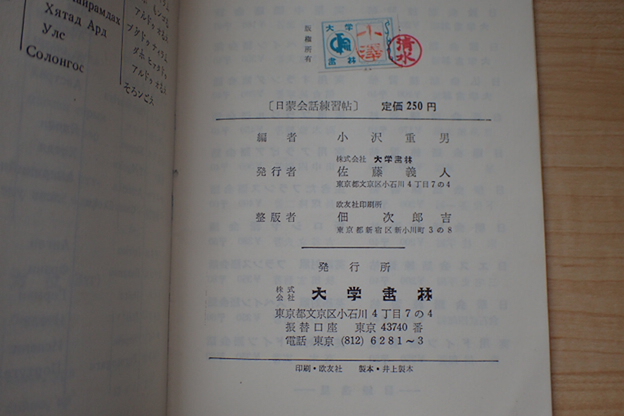 Хятад Ард
Улс
Солонгос
版権所有
大学
書林
小澤
清水
〔日蒙会話練習帖〕 定価 250 円
編者 小沢重男
株式会社 大学書林
発行者 佐藤義人
東京都文京区小石川 4 丁目 7 の 4
欧友社印刷所
整版者 佃次郎吉
東京都新宿区新小川町 3 の 8
発行所
株式会社 大学書林
東京都文京区小石川 4 丁目 7 の 4
振替口座 東京 43740 番
電話 東京 (812) 6281～3
印刷・欧友社 製本・井上製本